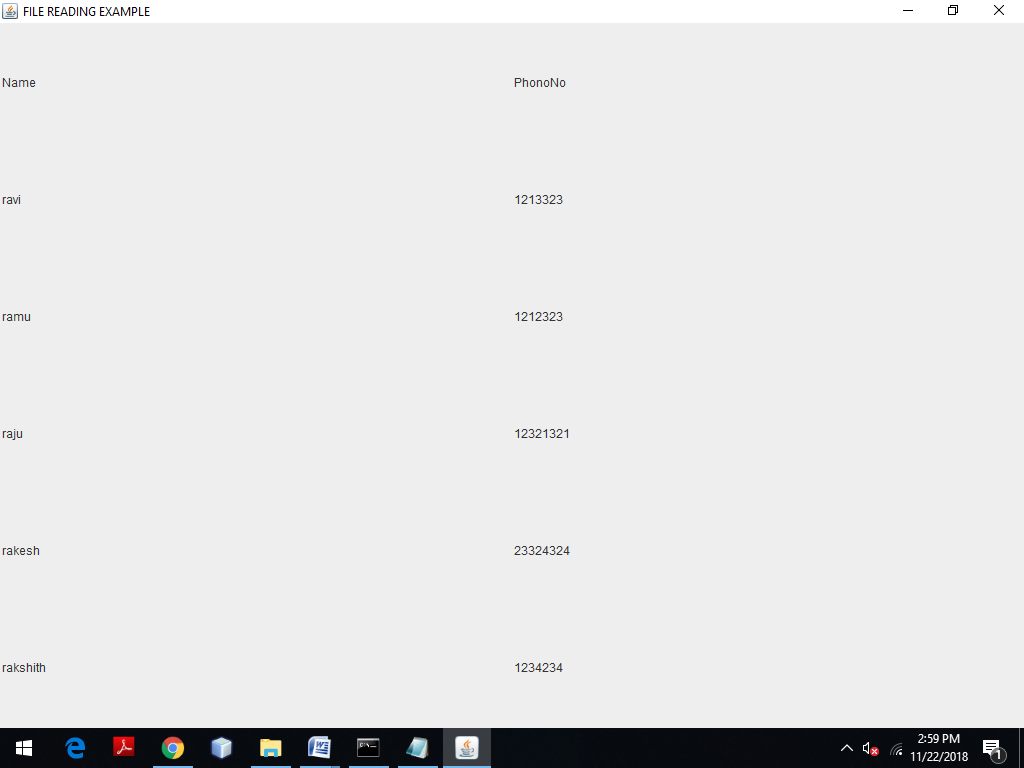 FILE READING EXAMPLE
Name PhonoNo
ravi 1213323
ramu 1212323
raju 12321321
rakesh 23324324
rakshith 1234234
2:59 PM
11/22/2018
1